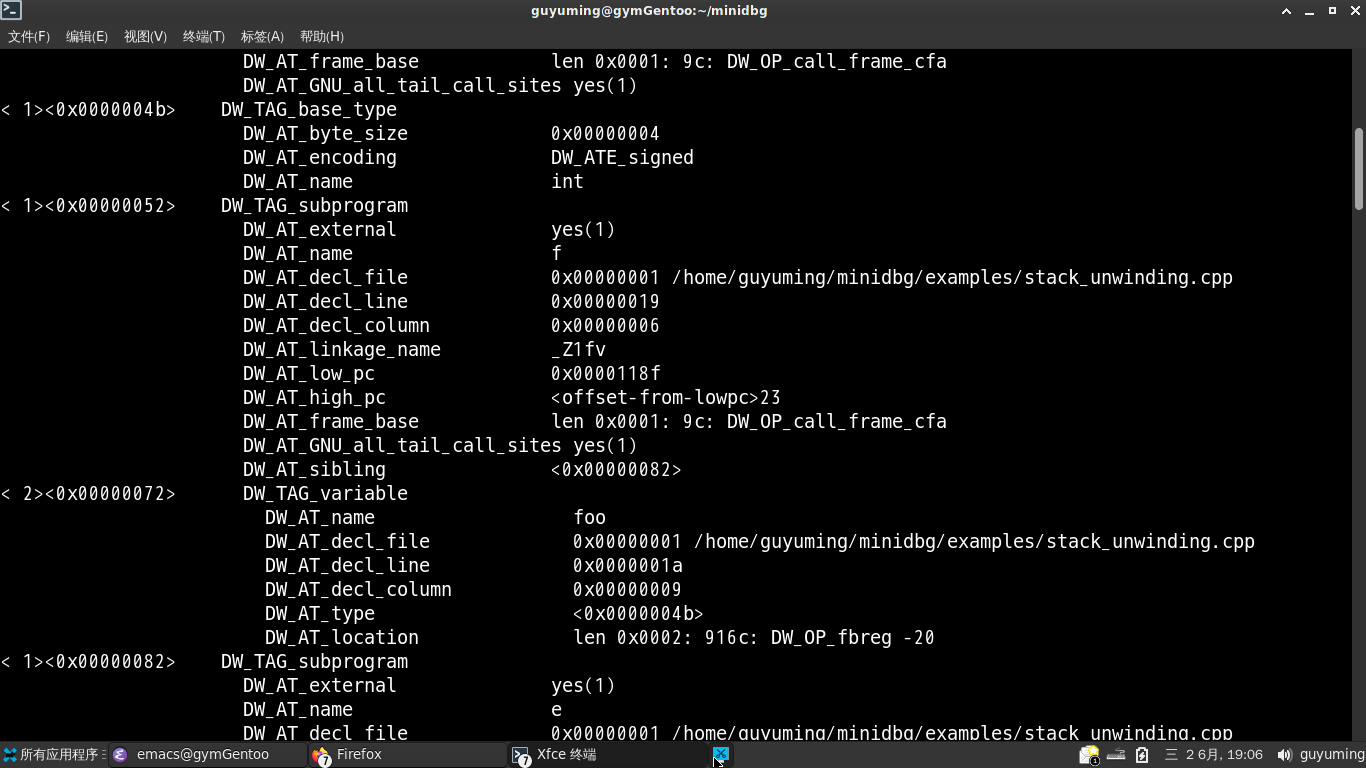 guyuming@gymGentoo:~/minidbg
文件(F) 编辑(E) 视图(V) 终端(T) 标签(A) 帮助(H)
DW_AT_frame_base len 0x0001: 9c: DW_OP_call_frame_cfa
DW_AT_GNU_all_tail_call_sites yes(1)
< 1><0x0000004b> DW_TAG_base_type
DW_AT_byte_size 0x00000004
DW_AT_encoding DW_ATE_signed
DW_AT_name int
< 1><0x00000052> DW_TAG_subprogram
DW_AT_external yes(1)
DW_AT_name f
DW_AT_decl_file 0x00000001 /home/guyuming/minidbg/examples/stack_unwinding.cpp
DW_AT_decl_line 0x00000019
DW_AT_decl_column 0x00000006
DW_AT_linkage_name _Z1fv
DW_AT_low_pc 0x0000118f
DW_AT_high_pc <offset-from-lowpc>23
DW_AT_frame_base len 0x0001: 9c: DW_OP_call_frame_cfa
DW_AT_GNU_all_tail_call_sites yes(1)
DW_AT_sibling <0x00000082>
< 2><0x00000072> DW_TAG_variable
DW_AT_name foo
DW_AT_decl_file 0x00000001 /home/guyuming/minidbg/examples/stack_unwinding.cpp
DW_AT_decl_line 0x0000001a
DW_AT_decl_column 0x00000009
DW_AT_type <0x0000004b>
DW_AT_location len 0x0002: 916c: DW_OP_fbreg -20
< 1><0x00000082> DW_TAG_subprogram
DW_AT_external yes(1)
DW_AT_name e
DW_AT_decl_file 0x00000001 /home/guyuming/minidbg/examples/stack_unwinding.cpp
所有应用程序 emacs@gymGentoo 7 Firefox 7 Xfce 终端 1 三 2 6月, 19:06 guyuming